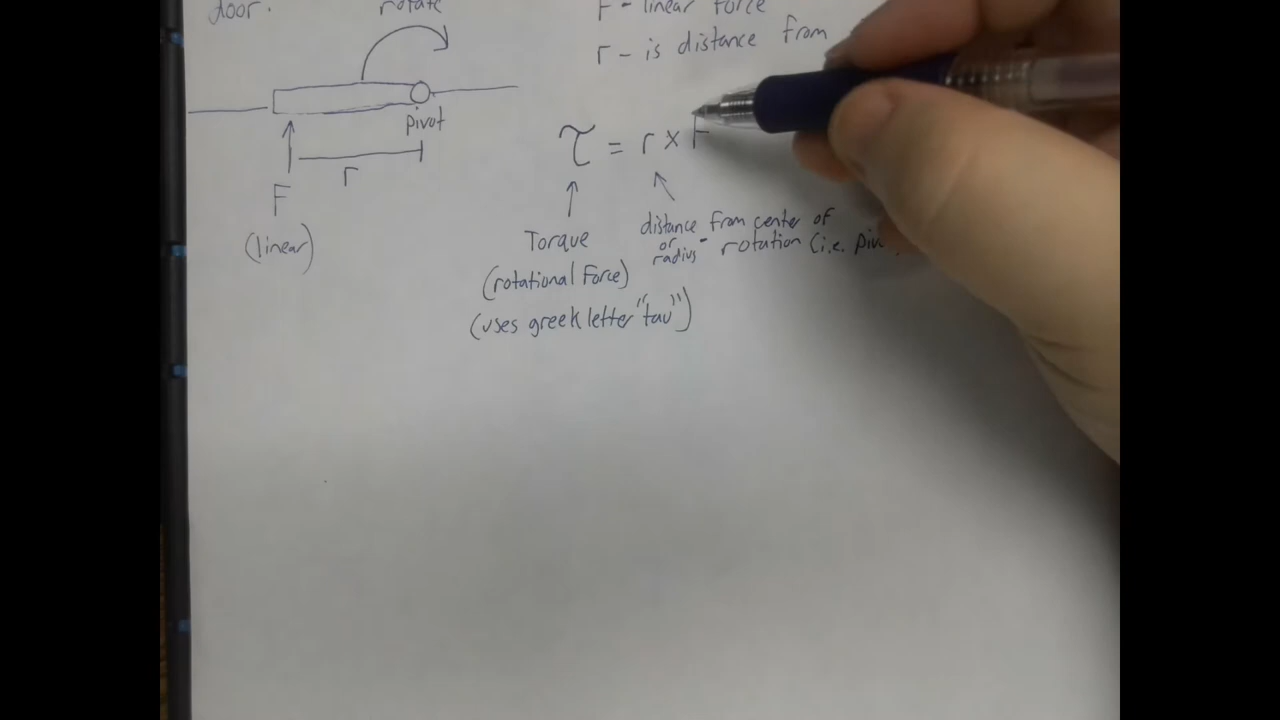 door.
rotate
F - linear force
r - is distance from
pivot
r
F
(linear)
τ = r x F
Torque
(rotational Force)
(uses greek letter "tau")
distance from center of
or radius - rotation (i.e.